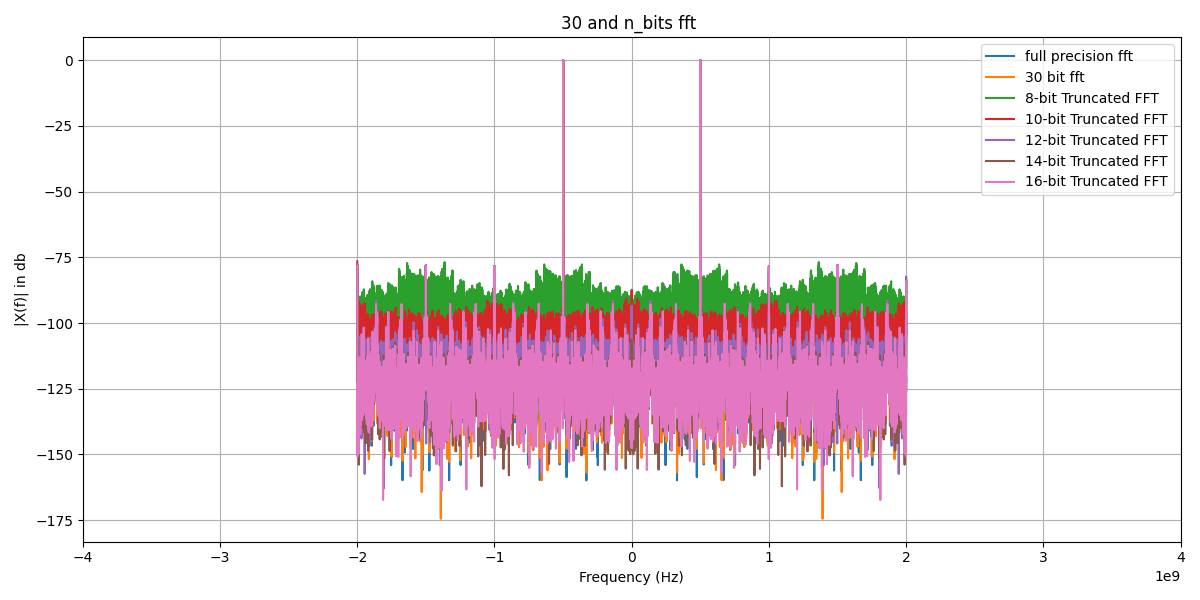 30 and n_bits fft
full precision fft
30 bit fft
8-bit Truncated FFT
10-bit Truncated FFT
12-bit Truncated FFT
14-bit Truncated FFT
16-bit Truncated FFT
|X(f)| in db
0
−25
−50
−75
−100
−125
−150
−175
−4 −3 −2 −1 0 1 2 3 4
1e9
Frequency (Hz)